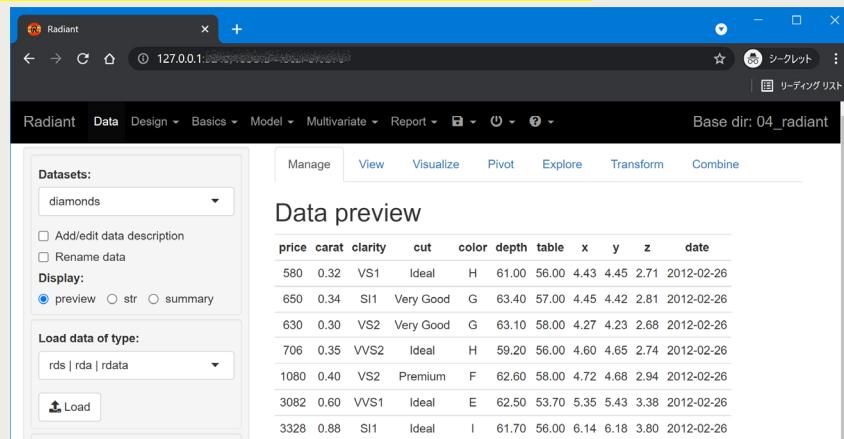 Radiant
127.0.0.1:
シークレット
リーディング リスト
Radiant Data Design Basics Model Multivariate Report Base dir: 04_radiant
Datasets:
diamonds
Add/edit data description
Rename data
Display:
preview str summary
Load data of type:
rds | rda | rdata
Load
Manage View Visualize Pivot Explore Transform Combine
Data preview
price carat clarity cut color depth table x y z date
580 0.32 VS1 Ideal H 61.00 56.00 4.43 4.45 2.71 2012-02-26
650 0.34 SI1 Very Good G 63.40 57.00 4.45 4.42 2.81 2012-02-26
630 0.30 VS2 Very Good G 63.10 58.00 4.27 4.23 2.68 2012-02-26
706 0.35 VVS2 Ideal H 59.20 56.00 4.60 4.65 2.74 2012-02-26
1080 0.40 VS2 Premium F 62.60 58.00 4.72 4.68 2.94 2012-02-26
3082 0.60 VVS1 Ideal E 62.50 53.70 5.35 5.43 3.38 2012-02-26
3328 0.88 SI1 Ideal I 61.70 56.00 6.14 6.18 3.80 2012-02-26